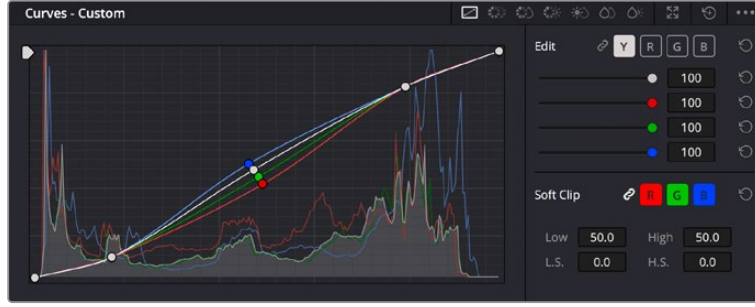 Curves - Custom
Edit Y R G B
100
100
100
100
Soft Clip R G B
Low 50.0 High 50.0
L.S. 0.0 H.S. 0.0